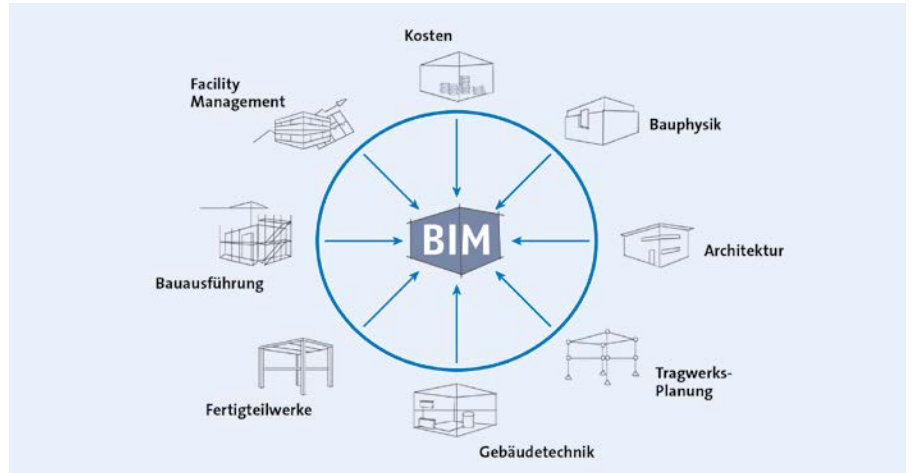 Kosten
Facility
Management
Bauphysik
BIM
Architektur
Bauausführung
Tragwerks-
Planung
Fertigteilwerke
Gebäudetechnik